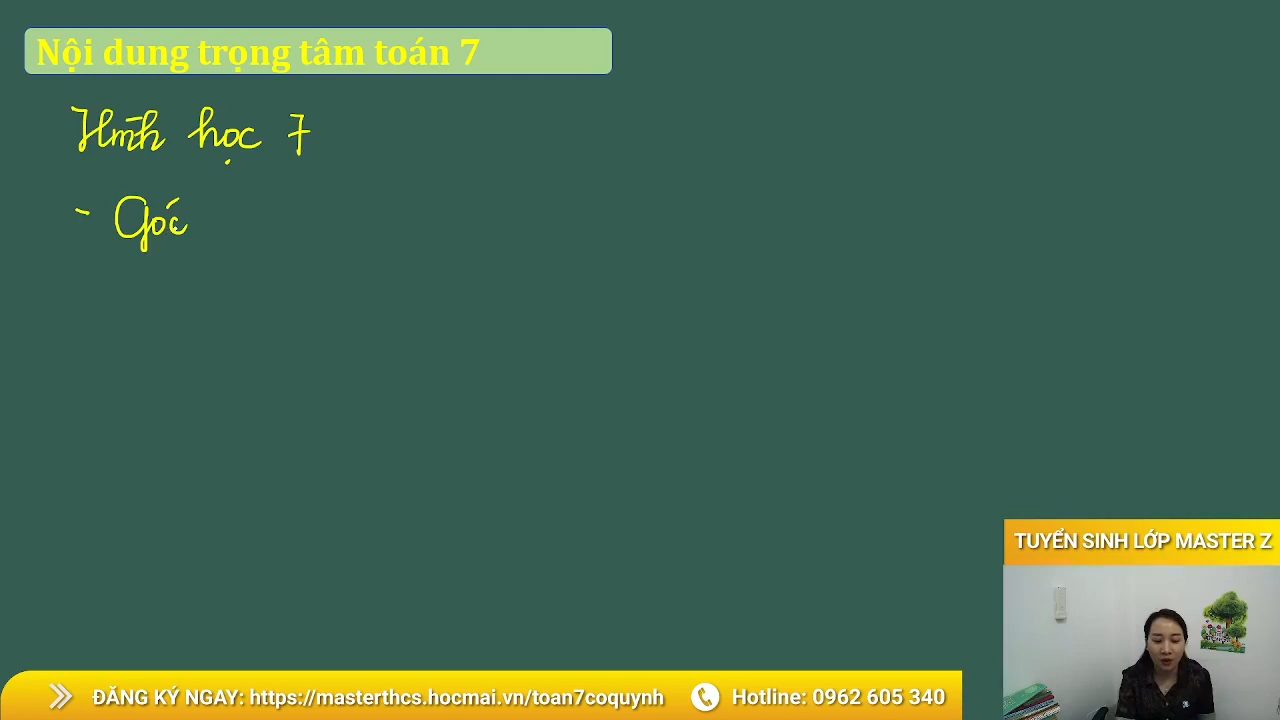 Nội dung trọng tâm toán 7
Hình học 7
- Góc
TUYỂN SINH LỚP MASTER Z
ĐĂNG KÝ NGAY: https://masterthcs.hocmai.vn/toan7coquynh
Hotline: 0962 605 340